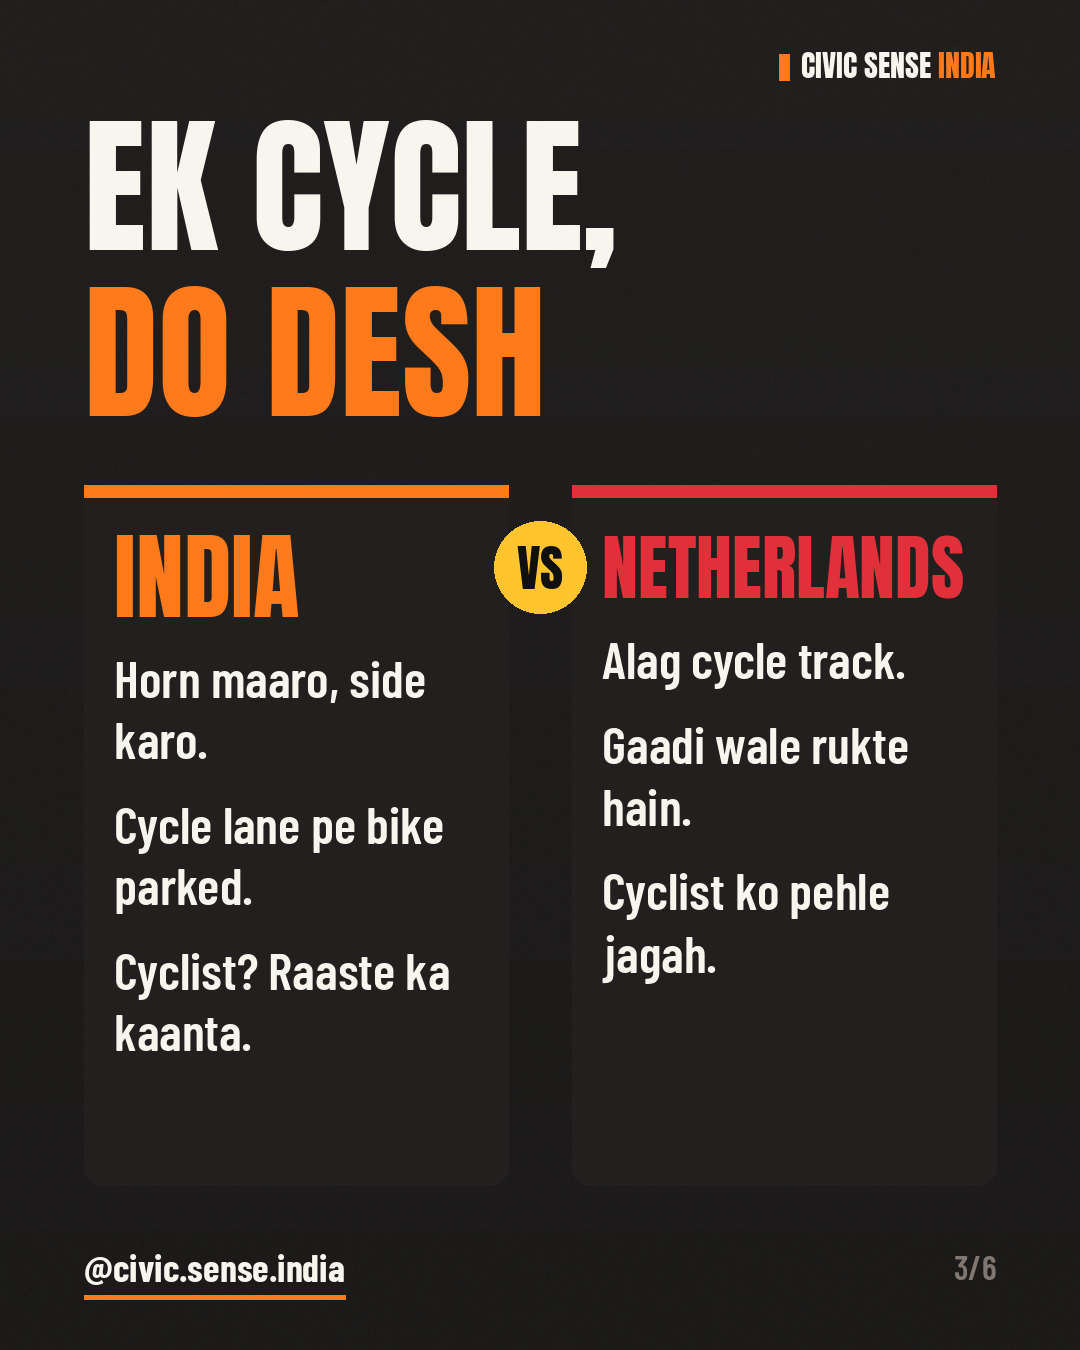 CIVIC SENSE INDIA
EK CYCLE,
DO DESH
INDIA
Horn maaro, side
karo.
Cycle lane pe bike
parked.
Cyclist? Raaste ka
kaanta.
VS
NETHERLANDS
Alag cycle track.
Gaadi wale rukte
hain.
Cyclist ko pehle
jagah.
@civic.sense.india
3/6